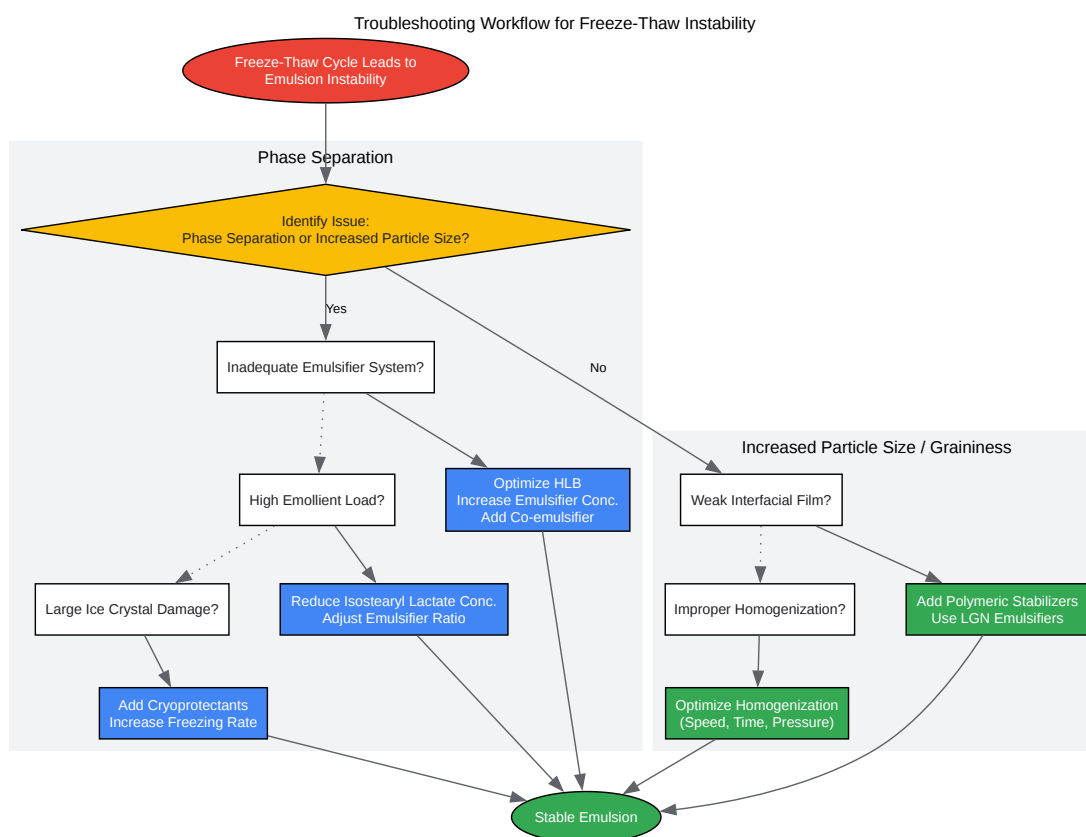 Troubleshooting Workflow for Freeze-Thaw Instability
Freeze-Thaw Cycle Leads to
Emulsion Instability
Phase Separation
Identify Issue:
Phase Separation or Increased Particle Size?
Yes
Inadequate Emulsifier System?
No
Increased Particle Size / Graininess
High Emollient Load?
Optimize HLB
Increase Emulsifier Conc.
Add Co-emulsifier
Weak Interfacial Film?
Large Ice Crystal Damage?
Reduce Isostearyl Lactate Conc.
Adjust Emulsifier Ratio
Improper Homogenization?
Add Polymeric Stabilizers
Use LGN Emulsifiers
Add Cryoprotectants
Increase Freezing Rate
Optimize Homogenization
(Speed, Time, Pressure)
Stable Emulsion